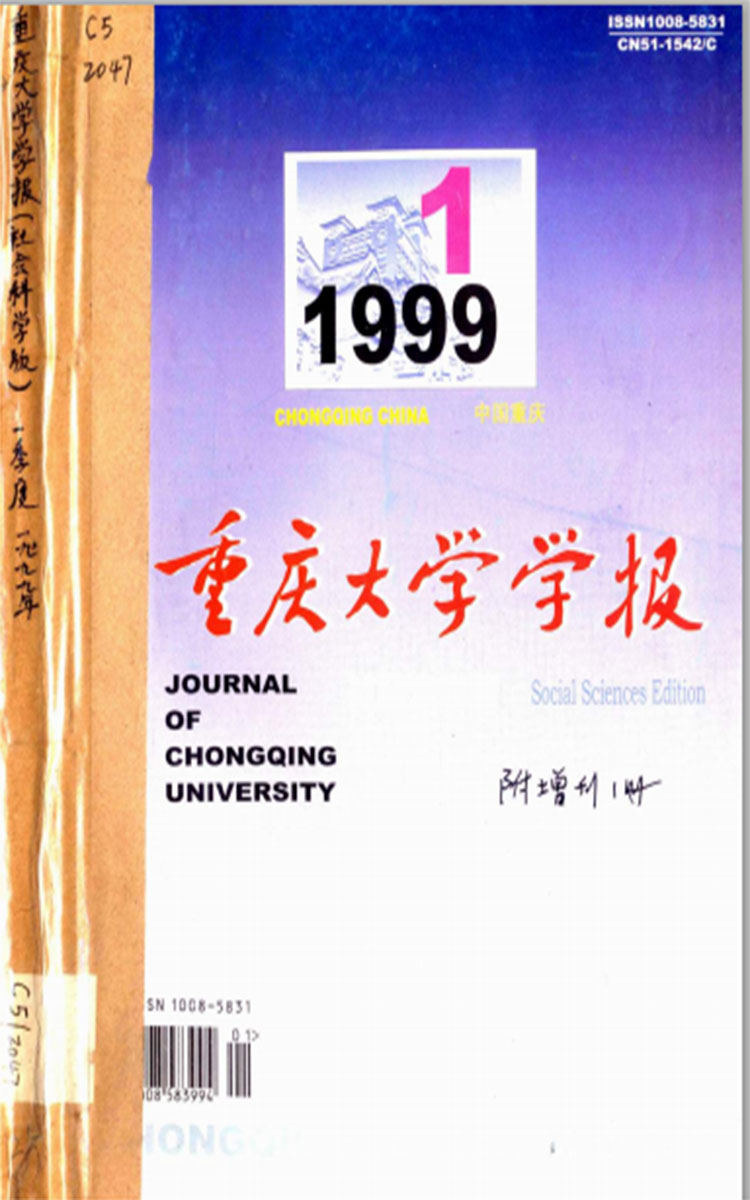 重庆大学学报(社会科学版) 一季度 一九九九年
C5
2047
C5/2047
ISSN1008-5831
CN51-1542/C
1
1999
CHONGQING CHINA 中国重庆
重庆大学学报
JOURNAL
OF
CHONGQING
UNIVERSITY
Social Sciences Edition
附增刊1册
SN 1008-5831
01>
08 583994
HONGQ